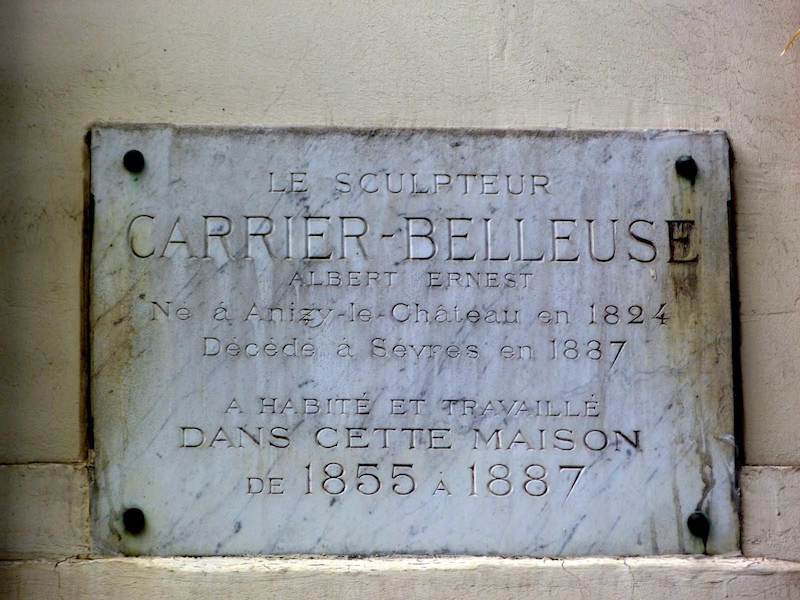 LE SCULPTEUR
CARRIER-BELLEUSE
ALBERT ERNEST
Né à Anizy-le-Château en 1824
Décédé à Sèvres en 1887
A HABITÉ ET TRAVAILLÉ
DANS CETTE MAISON
DE 1855 A 1887